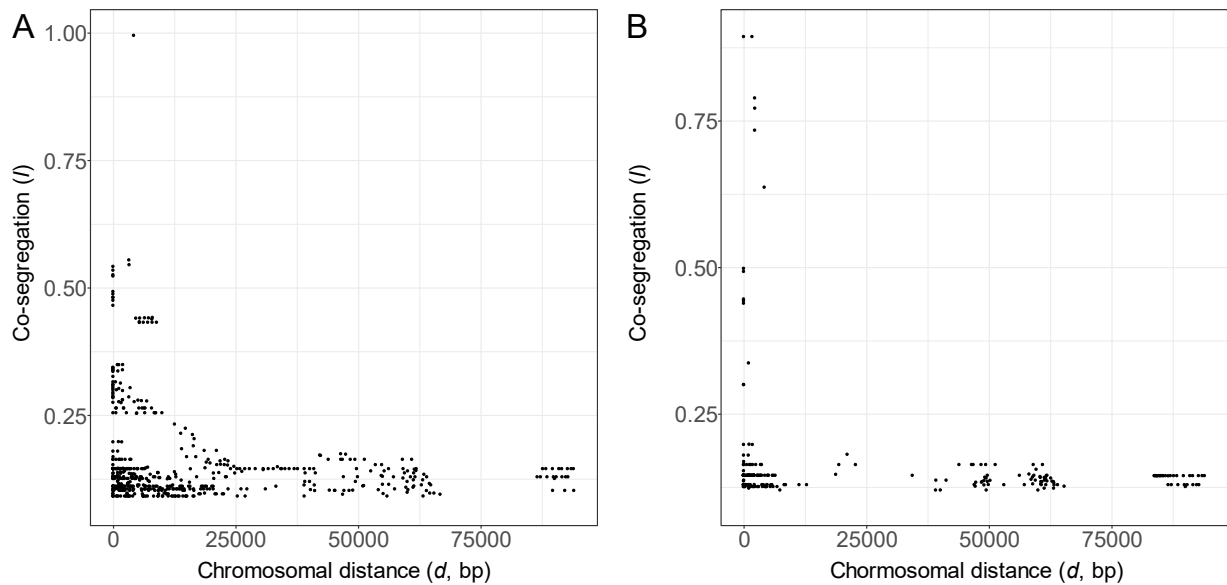 A
B
Co-segregation (l)
1.00
0.75
0.50
0.25
0
25000
50000
75000
Chromosomal distance (d, bp)
Co-segregation (l)
0.75
0.50
0.25
0
25000
50000
75000
Chormosomal distance (d, bp)